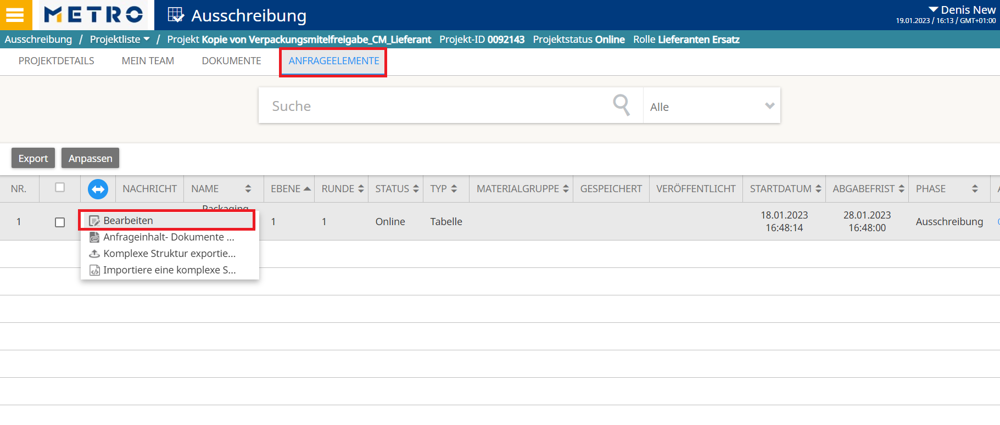 METRO Ausschreibung
Denis New
19.01.2023 / 16:13 / GMT+01:00
Ausschreibung / Projektliste / Projekt Kopie von Verpackungsmitelfreigabe_CM_Lieferant Projekt-ID 0092143 Projektstatus Online Rolle Lieferanten Ersatz
PROJEKTDETAILS MEIN TEAM DOKUMENTE ANFRAGEELEMENTE
Suche Alle
Export Anpassen
NR. NACHRICHT NAME EBENE RUNDE STATUS TYP MATERIALGRUPPE GESPEICHERT VERÖFFENTLICHT STARTDATUM ABGABEFRIST PHASE
Packaging
1 1 1 Online Tabelle 18.01.2023 16:48:14 28.01.2023 16:48:00 Ausschreibung
Bearbeiten
Anfrageinhalt- Dokumente ...
Komplexe Struktur exportie...
Importiere eine komplexe S...